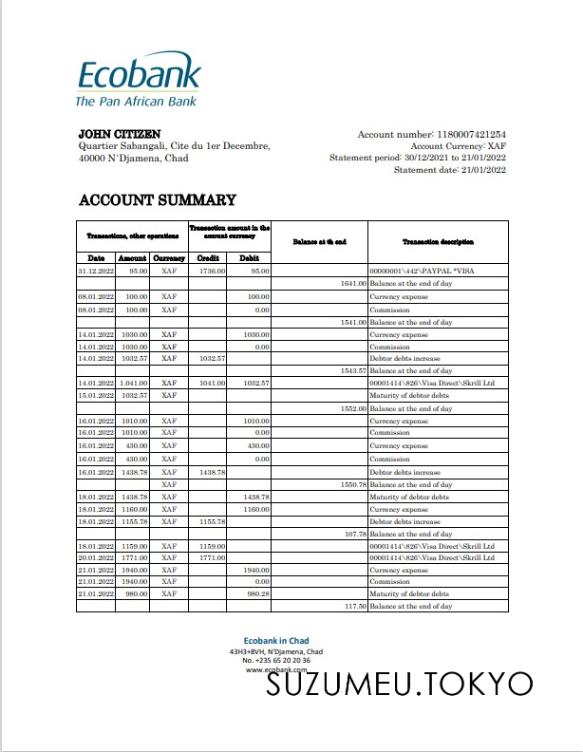 Ecobank
The Pan African Bank
JOHN CITIZEN
Quartier Sabangali, Cite du 1er Decembre,
40000 N'Djamena, Chad
Account number: 1180007421254
Account Currency: XAF
Statement period: 30/12/2021 to 21/01/2022
Statement date: 21/01/2022
ACCOUNT SUMMARY
Transactions, other operations Transaction amount in the account currency Balance at th end Transaction description
Date Amount Currency Credit Debit
31.12.2022 95.00 XAF 1736.00 95.00 00000001\442\PAYPAL *VISA
1641.00 Balance at the end of day
08.01.2022 100.00 XAF 100.00 Currency expense
08.01.2022 100.00 XAF 0.00 Commission
1541.00 Balance at the end of day
14.01.2022 1030.00 XAF 1030.00 Currency expense
14.01.2022 1030.00 XAF 0.00 Commission
14.01.2022 1032.57 XAF 1032.57 Debtor debts increase
1543.57 Balance at the end of day
14.01.2022 1.041.00 XAF 1041.00 1032.57 00001414\826\Visa Direct\Skrill Ltd
15.01.2022 1032.57 XAF Maturity of debtor debts
1552.00 Balance at the end of day
16.01.2022 1010.00 XAF 1010.00 Currency expense
16.01.2022 1010.00 XAF 0.00 Commission
16.01.2022 430.00 XAF 430.00 Currency expense
16.01.2022 430.00 XAF 0.00 Commission
16.01.2022 1438.78 XAF 1438.78 Debtor debts increase
XAF 1550.78 Balance at the end of day
18.01.2022 1438.78 XAF 1438.78 Maturity of debtor debts
18.01.2022 1160.00 XAF 1160.00 Currency expense
18.01.2022 1155.78 XAF 1155.78 Debtor debts increase
107.78 Balance at the end of day
18.01.2022 1159.00 XAF 1159.00 00001414\826\Visa Direct\Skrill Ltd
20.01.2022 1771.00 XAF 1771.00 00001414\826\Visa Direct\Skrill Ltd
21.01.2022 1940.00 XAF 1940.00 Currency expense
21.01.2022 1940.00 XAF 0.00 Commission
21.01.2022 980.00 XAF 980.28 Maturity of debtor debts
117.50 Balance at the end of day
Ecobank in Chad
43H3+BVH, N'Djamena, Chad
No. +235 65 20 20 36
www.ecobank.com
SUZUMEU.TOKYO